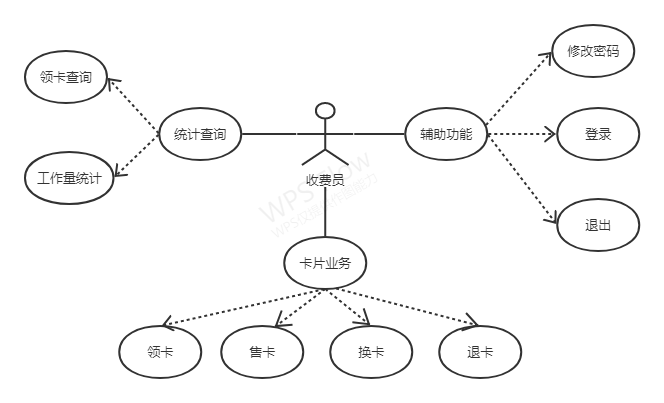 修改密码
领卡查询
统计查询
辅助功能
登录
工作量统计
收费员
WPS Flow
退出
卡片业务
领卡
售卡
换卡
退卡